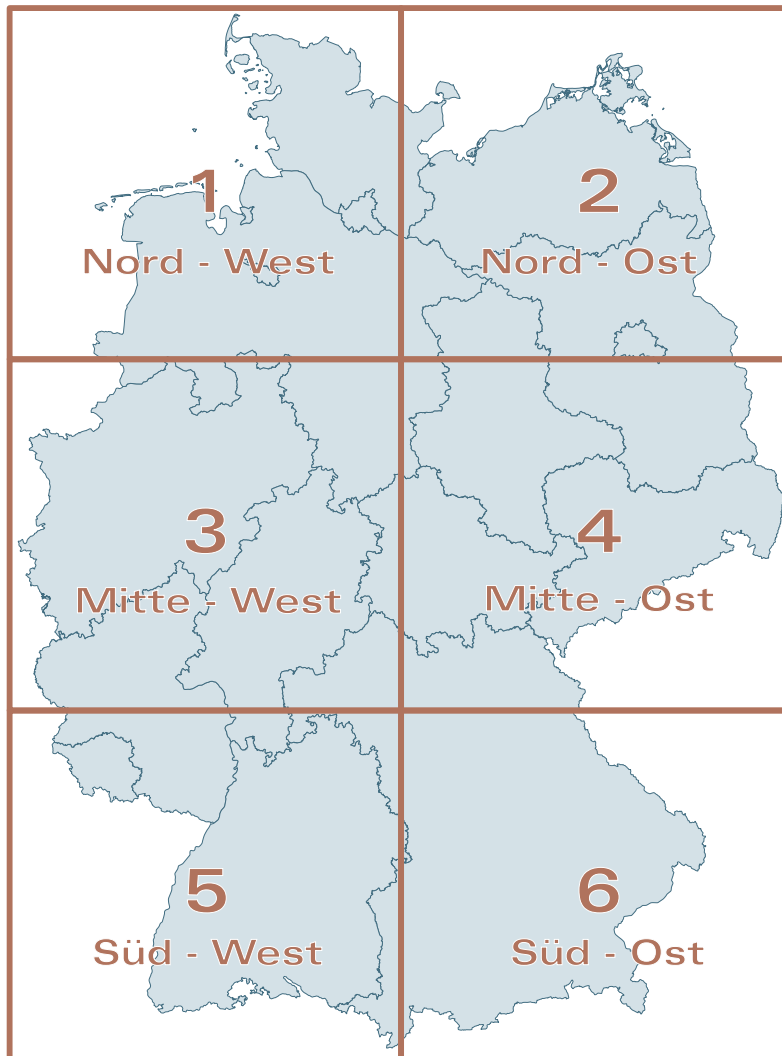 1
Nord - West
2
Nord - Ost
3
Mitte - West
4
Mitte - Ost
5
Süd - West
6
Süd - Ost